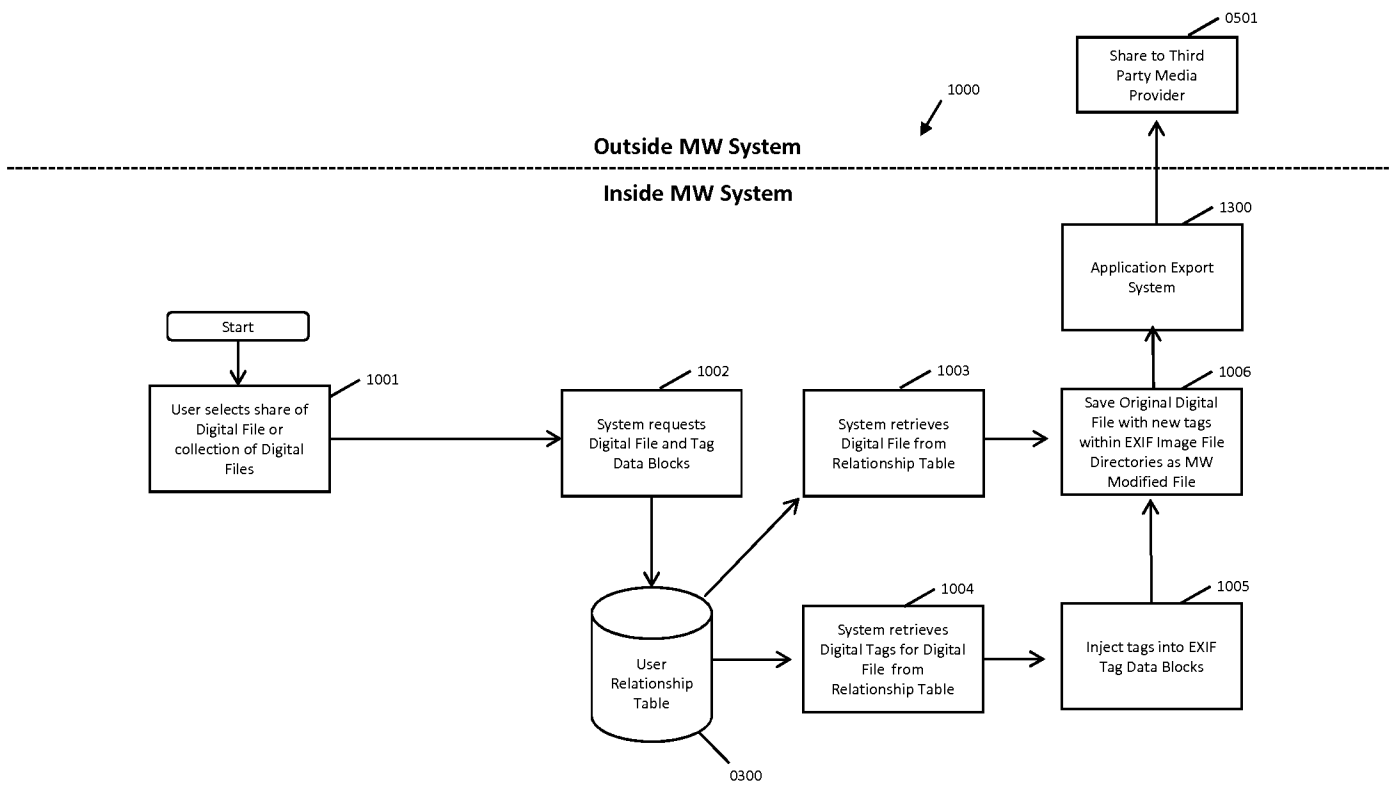 0501
Share to Third
Party Media
Provider
1000
Outside MW System
Inside MW System
1300
Application Export
System
Start
1001
User selects share of
Digital File or
collection of Digital
Files
1002
System requests
Digital File and Tag
Data Blocks
1003
System retrieves
Digital File from
Relationship Table
1006
Save Original Digital
File with new tags
within EXIF Image File
Directories as MW
Modified File
User
Relationship
Table
0300
1004
System retrieves
Digital Tags for Digital
File from
Relationship Table
1005
Inject tags into EXIF
Tag Data Blocks